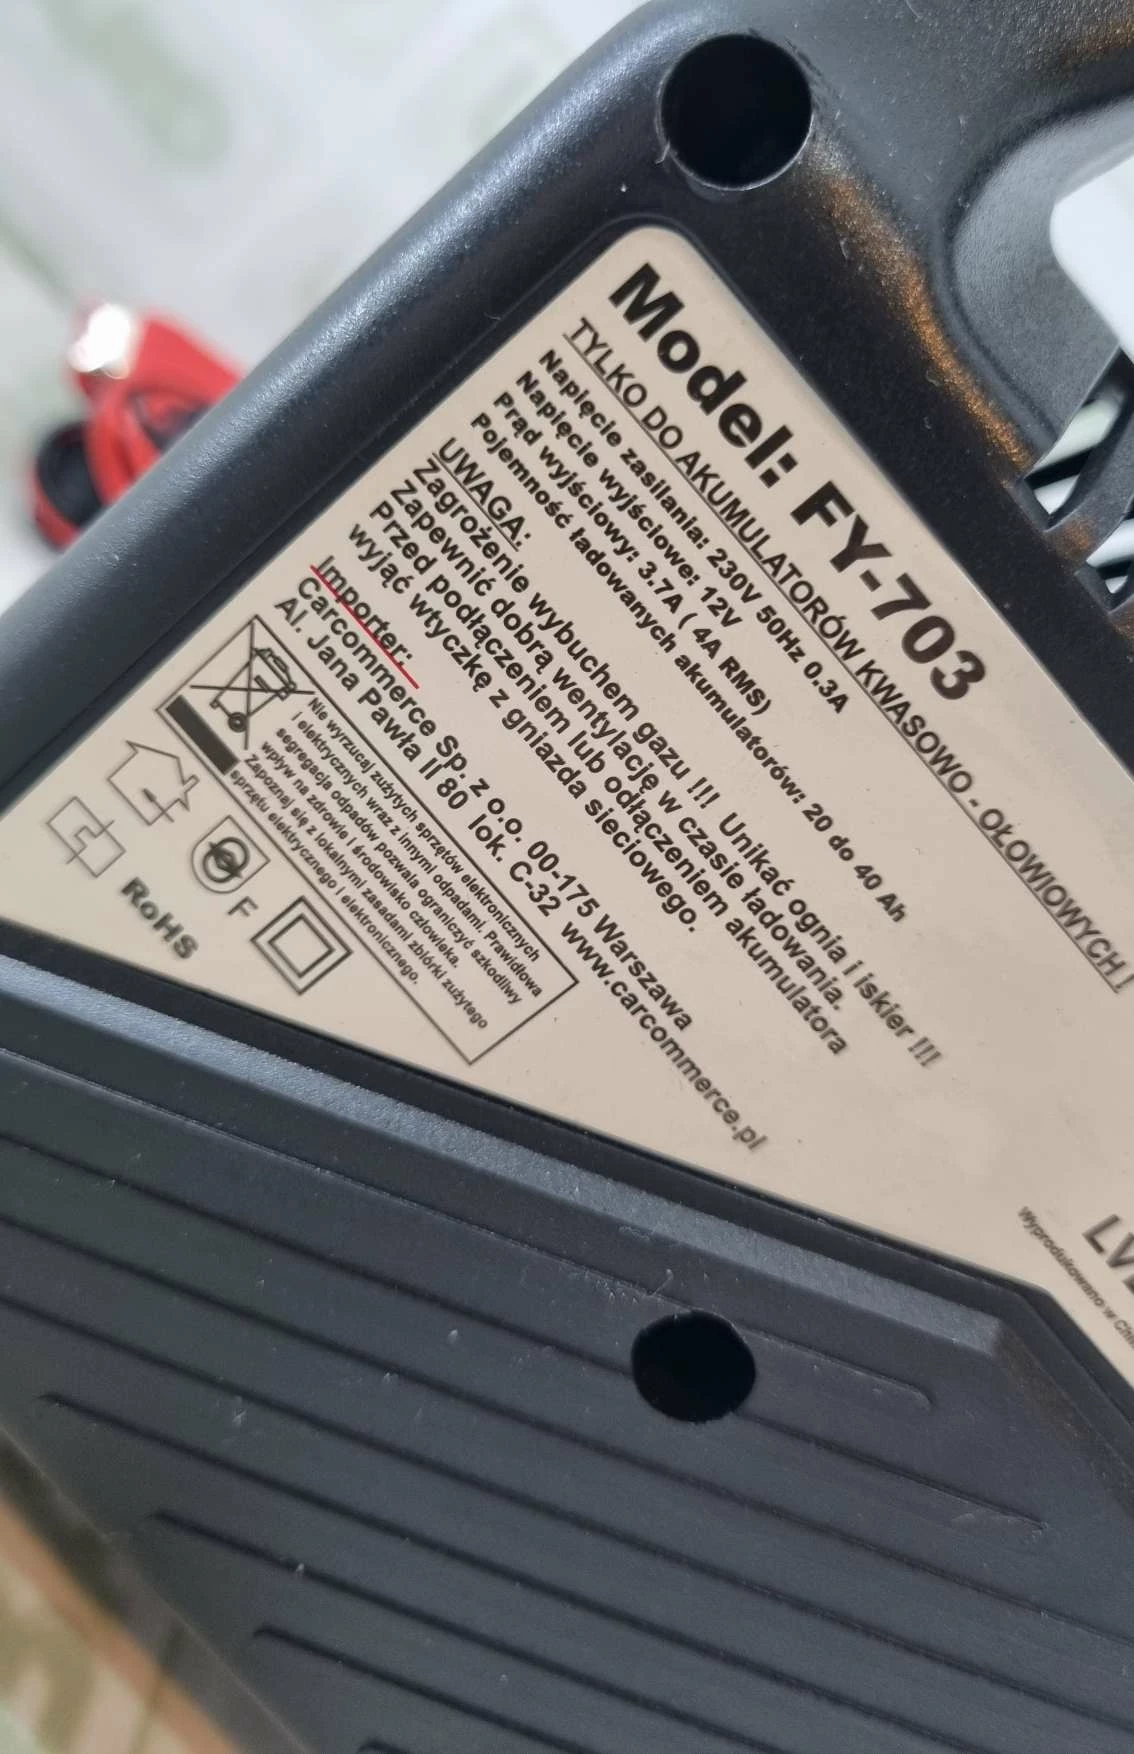 Model: FY-703
TYLKO DO AKUMULATORÓW KWASOWO - OŁOWIOWYCH !
Napięcie zasilania: 230V 50Hz 0.3A
Napięcie wyjściowe: 12V
Prąd wyjściowy: 3.7A ( 4A RMS)
Pojemność ładowanych akumulatorów: 20 do 40 Ah
UWAGA:
Zagrożenie wybuchem gazu !!! Unikać ognia i iskier !!!
Zapewnić dobrą wentylację w czasie ładowania.
Przed podłączeniem lub odłączeniem akumulatora
wyjąć wtyczkę z gniazda sieciowego.
Importer:
Carcommerce Sp. z o.o. 00-175 Warszawa
Al. Jana Pawła II 80 lok. C-32 www.carcommerce.pl
Nie wyrzucaj zużytych sprzętów elektronicznych
i elektrycznych wraz z innymi odpadami. Prawidłowa
segregacja odpadów pozwala ograniczyć szkodliwy
wpływ na zdrowie i środowisko człowieka.
Zapoznaj się z lokalnymi zasadami zbiórki zużytego
sprzętu elektrycznego i elektronicznego.
F
RoHS
Wyprodukowano w